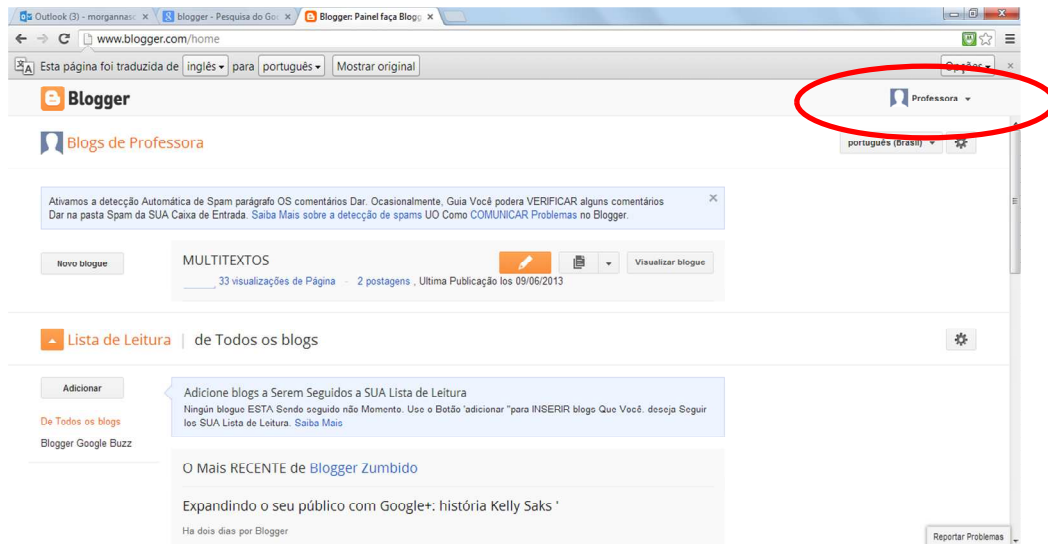 Outlook (3) - morgannasc
blogger - Pesquisa do Goo
Blogger: Painel faça Blogg
www.blogger.com/home
Esta página foi traduzida de inglês para português Mostrar original
Opções
Blogger
Professora
Blogs de Professora
português (Brasil)
Ativamos a detecção Automática de Spam parágrafo OS comentários Dar. Ocasionalmente, Guia Você podera VERIFICAR alguns comentários
Dar na pasta Spam da SUA Caixa de Entrada. Saiba Mais sobre a detecção de spams UO Como COMUNICAR Problemas no Blogger.
Novo blogue
MULTITEXTOS
Visualizar blogue
33 visualizações de Página - 2 postagens , Ultima Publicação los 09/06/2013
Lista de Leitura | de Todos os blogs
Adicionar
Adicione blogs a Serem Seguidos a SUA Lista de Leitura
Ningún blogue ESTA Sendo seguido não Momento. Use o Botão 'adicionar "para INSERIR blogs Que Você. deseja Seguir
los SUA Lista de Leitura. Saiba Mais
De Todos os blogs
Blogger Google Buzz
O Mais RECENTE de Blogger Zumbido
Expandindo o seu público com Google+: história Kelly Saks '
Ha dois dias por Blogger
Reportar Problemas